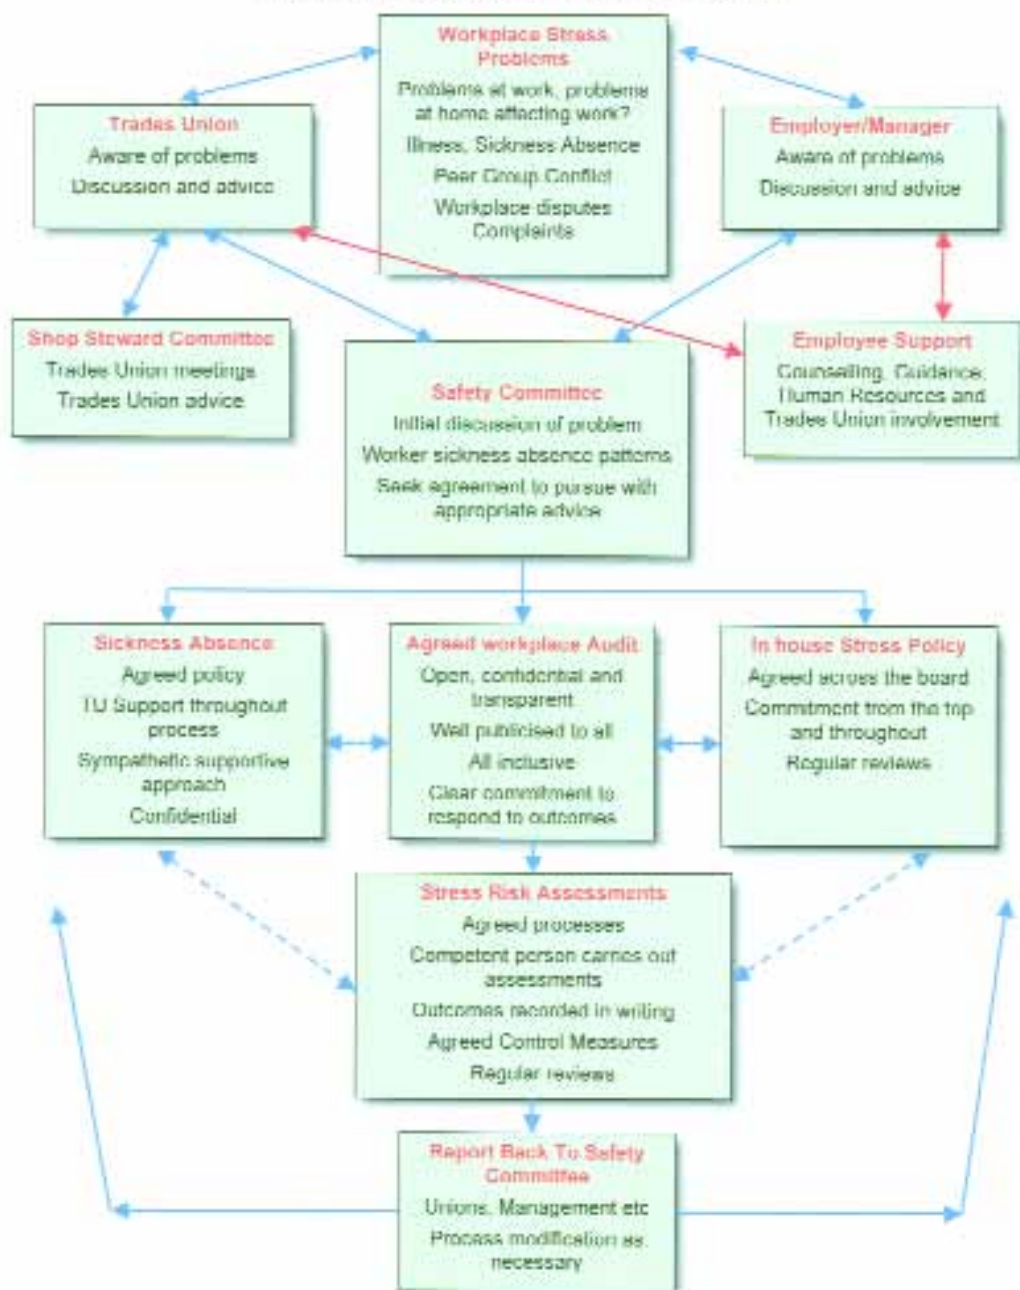 Workplace Stress
Problems
Problems at work, problems
at home affecting work?
Illness, Sickness Absence
Peer Group Conflict
Workplace disputes
Complaints
Trades Union
Aware of problems
Discussion and advice
Employer/Manager
Aware of problems
Discussion and advice
Shop Steward Committee
Trades Union meetings
Trades Union advice
Safety Committee
Initial discussion of problem
Worker sickness absence patterns
Seek agreement to pursue with
appropriate advice
Employee Support
Counselling, Guidance,
Human Resources and
Trades Union involvement
Sickness Absence
Agreed policy
TU Support throughout
process
Sympathetic supportive
approach
Confidential
Agreed workplace Audit
Open, confidential and
transparent
Well publicised to all
All inclusive
Clear commitment to
respond to outcomes
In house Stress Policy
Agreed across the board
Commitment from the top
and throughout
Regular reviews
Stress Risk Assessments
Agreed processes
Competent person carries out
assessments
Outcomes recorded in writing
Agreed Control Measures
Regular reviews
Report Back To Safety
Committee
Unions, Management etc
Process modification as
necessary